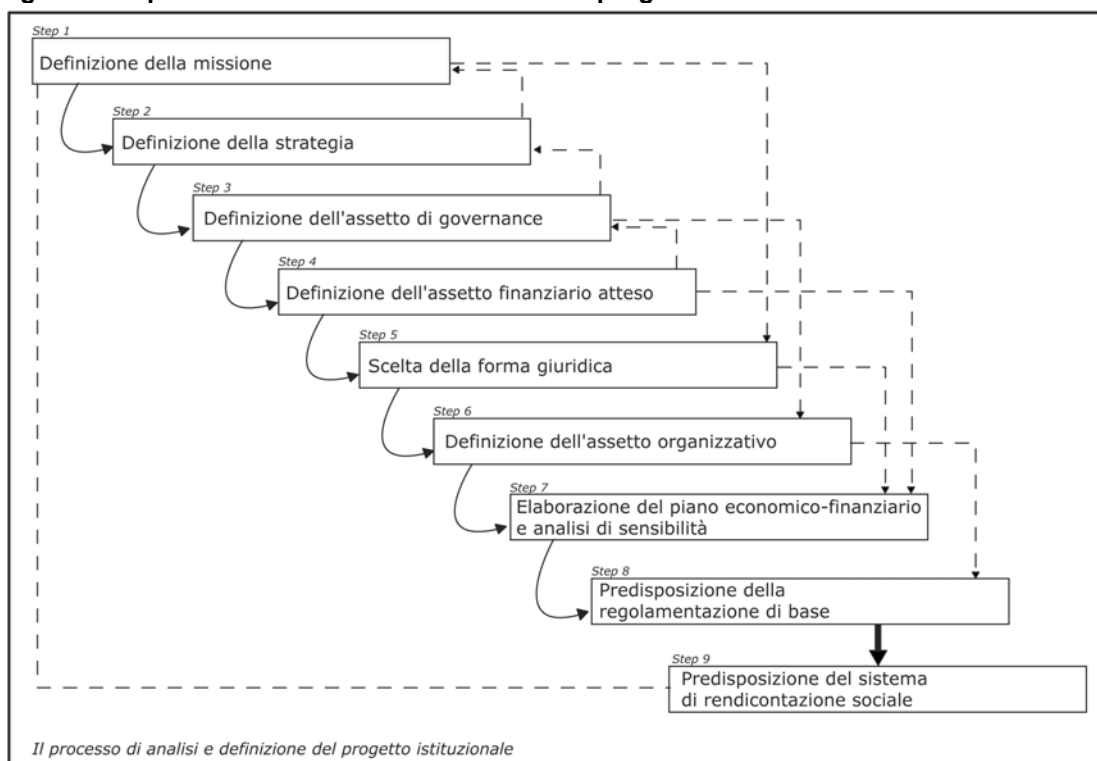 Step 1
Definizione della missione
Step 2
Definizione della strategia
Step 3
Definizione dell'assetto di governance
Step 4
Definizione dell'assetto finanziario atteso
Step 5
Scelta della forma giuridica
Step 6
Definizione dell'assetto organizzativo
Step 7
Elaborazione del piano economico-finanziario
e analisi di sensibilità
Step 8
Predisposizione della
regolamentazione di base
Step 9
Predisposizione del sistema
di rendicontazione sociale
Il processo di analisi e definizione del progetto istituzionale